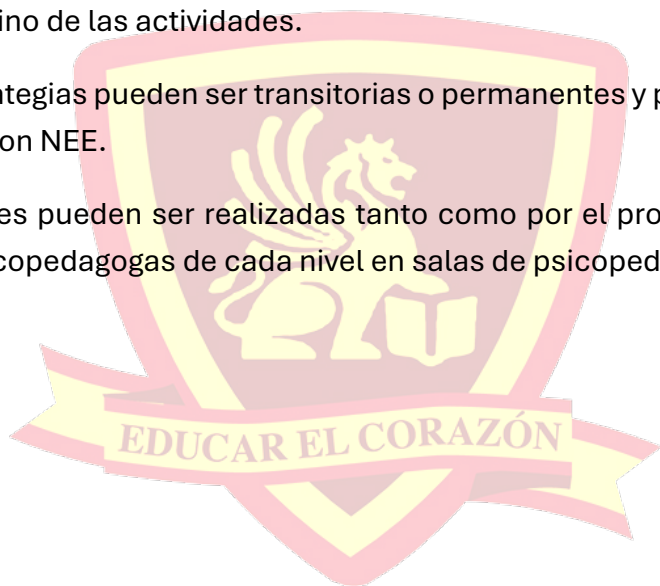 ino de las actividades.
tegias pueden ser transitorias o permanentes y p
on NEE.
es pueden ser realizadas tanto como por el pro
copedagogas de cada nivel en salas de psicoped
EDUCAR EL CORAZÓN